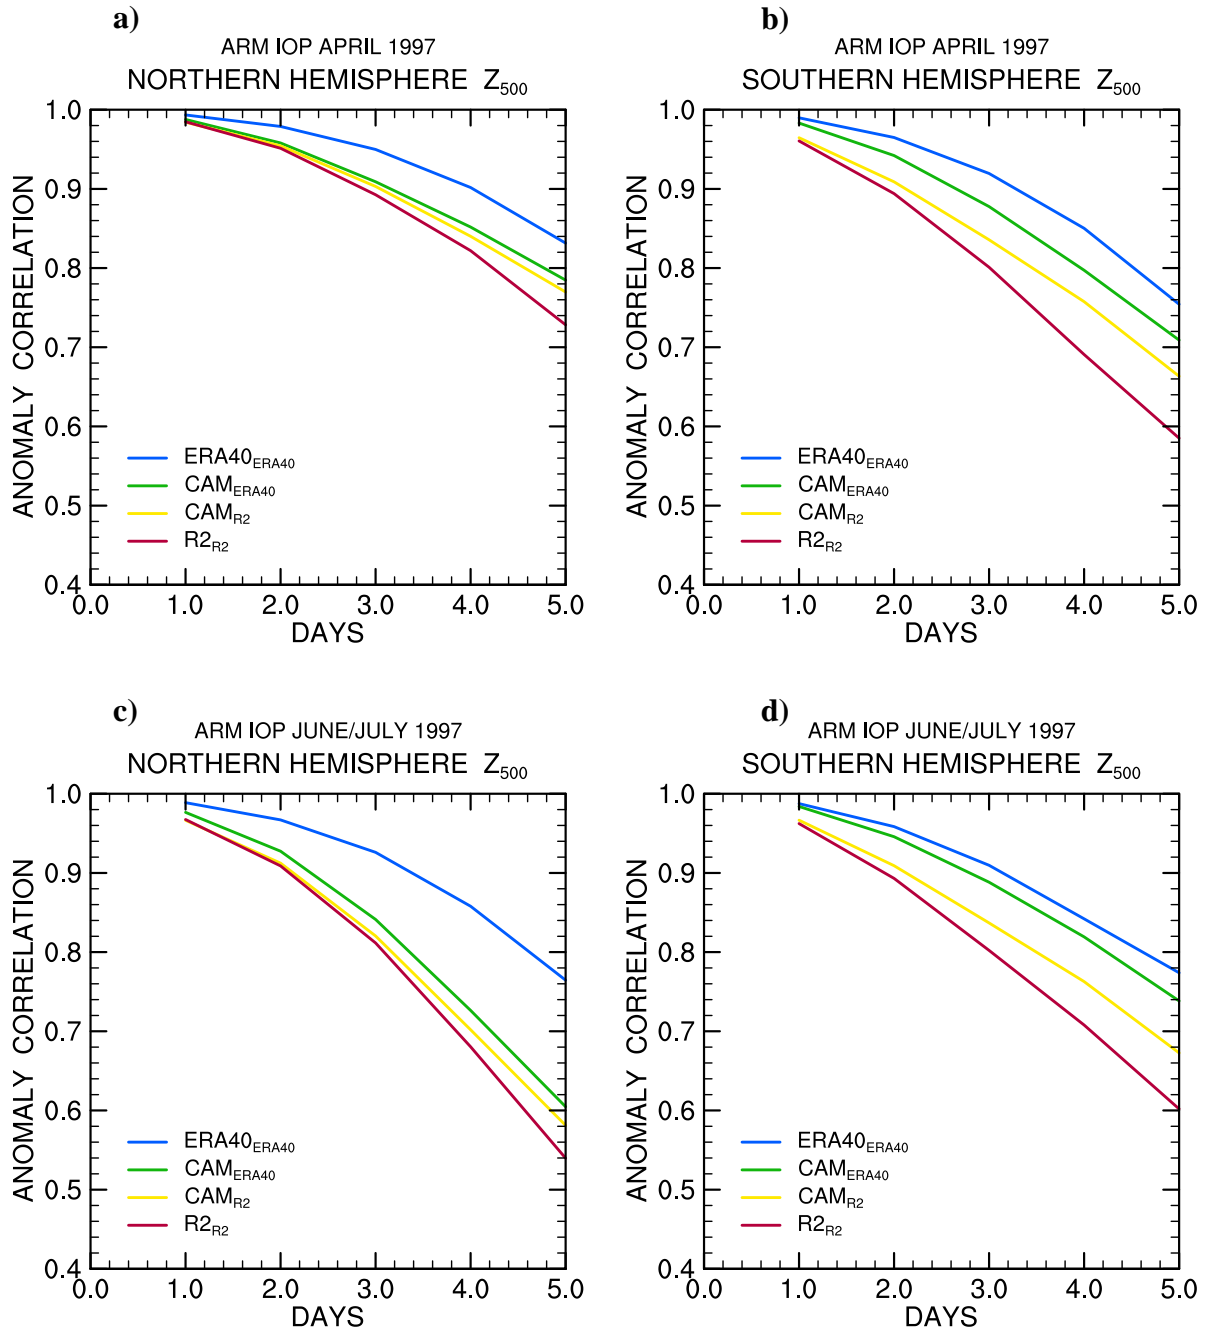 a)
ARM IOP APRIL 1997
NORTHERN HEMISPHERE Z500
ANOMALY CORRELATION
1.0
0.9
0.8
0.7
0.6
0.5
0.4
ERA40ERA40
CAMERA40
CAMR2
R2R2
0.0 1.0 2.0 3.0 4.0 5.0
DAYS
b)
ARM IOP APRIL 1997
SOUTHERN HEMISPHERE Z500
ANOMALY CORRELATION
1.0
0.9
0.8
0.7
0.6
0.5
0.4
ERA40ERA40
CAMERA40
CAMR2
R2R2
0.0 1.0 2.0 3.0 4.0 5.0
DAYS
c)
ARM IOP JUNE/JULY 1997
NORTHERN HEMISPHERE Z500
ANOMALY CORRELATION
1.0
0.9
0.8
0.7
0.6
0.5
0.4
ERA40ERA40
CAMERA40
CAMR2
R2R2
0.0 1.0 2.0 3.0 4.0 5.0
DAYS
d)
ARM IOP JUNE/JULY 1997
SOUTHERN HEMISPHERE Z500
ANOMALY CORRELATION
1.0
0.9
0.8
0.7
0.6
0.5
0.4
ERA40ERA40
CAMERA40
CAMR2
R2R2
0.0 1.0 2.0 3.0 4.0 5.0
DAYS